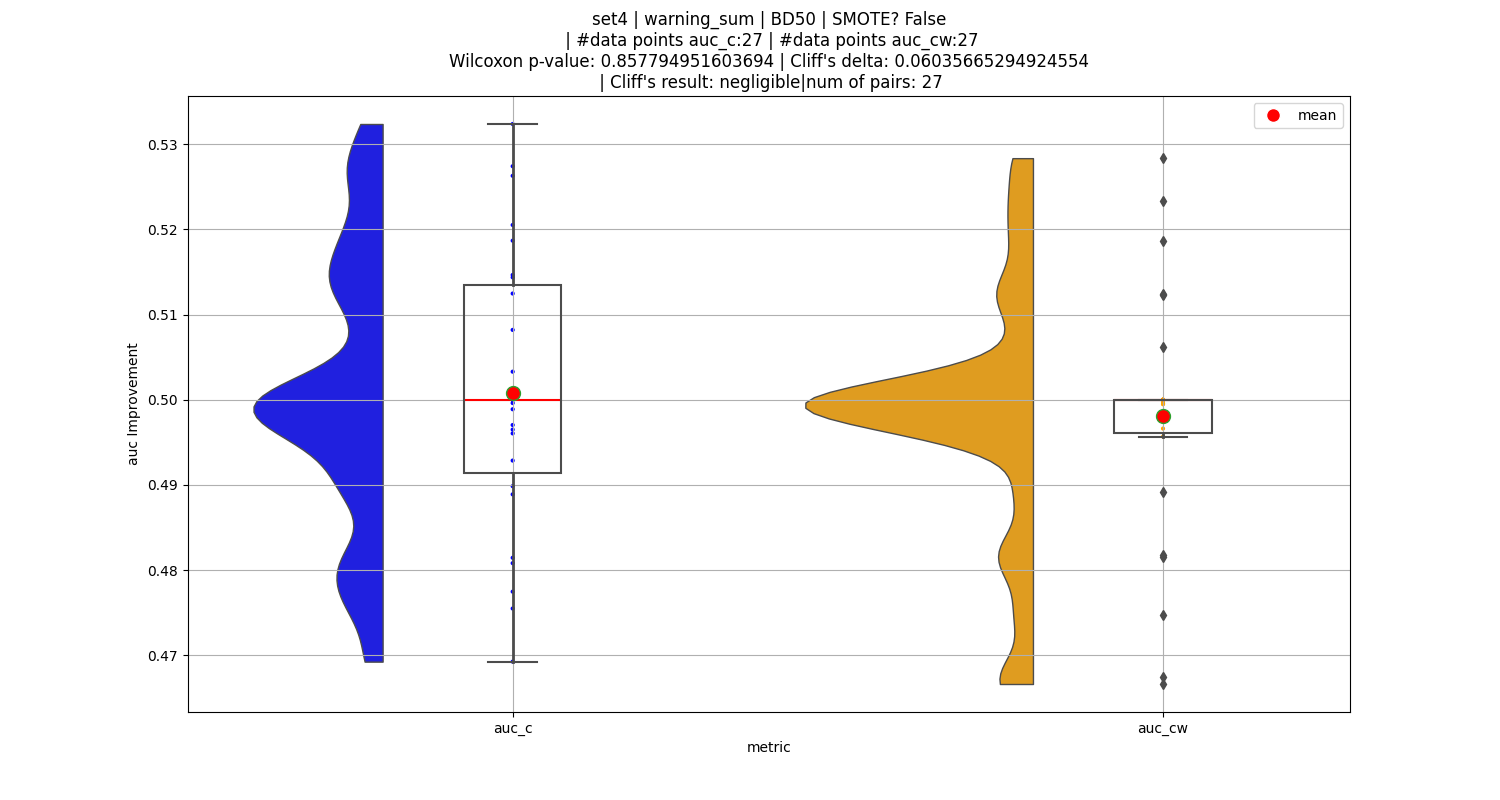 set4 | warning_sum | BD50 | SMOTE? False
| #data points auc_c:27 | #data points auc_cw:27
Wilcoxon p-value: 0.857794951603694 | Cliff's delta: 0.06035665294924554
| Cliff's result: negligible|num of pairs: 27
mean
0.53
0.52
0.51
0.50
0.49
0.48
0.47
auc Improvement
auc_c
auc_cw
metric